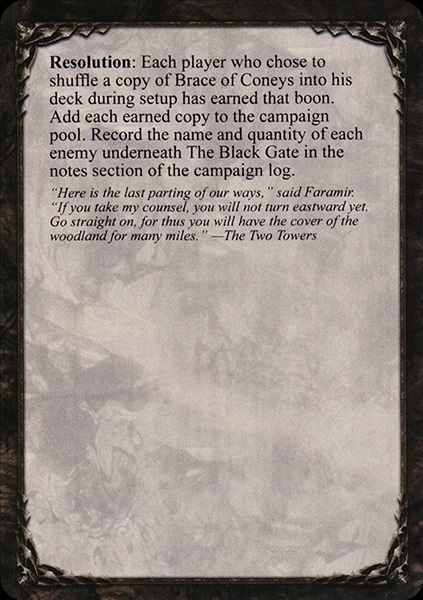 Resolution: Each player who chose to
shuffle a copy of Brace of Coneys into his
deck during setup has earned that boon.
Add each earned copy to the campaign
pool. Record the name and quantity of each
enemy underneath The Black Gate in the
notes section of the campaign log.
“Here is the last parting of our ways,” said Faramir.
“If you take my counsel, you will not turn eastward yet.
Go straight on, for thus you will have the cover of the
woodland for many miles.” —The Two Towers